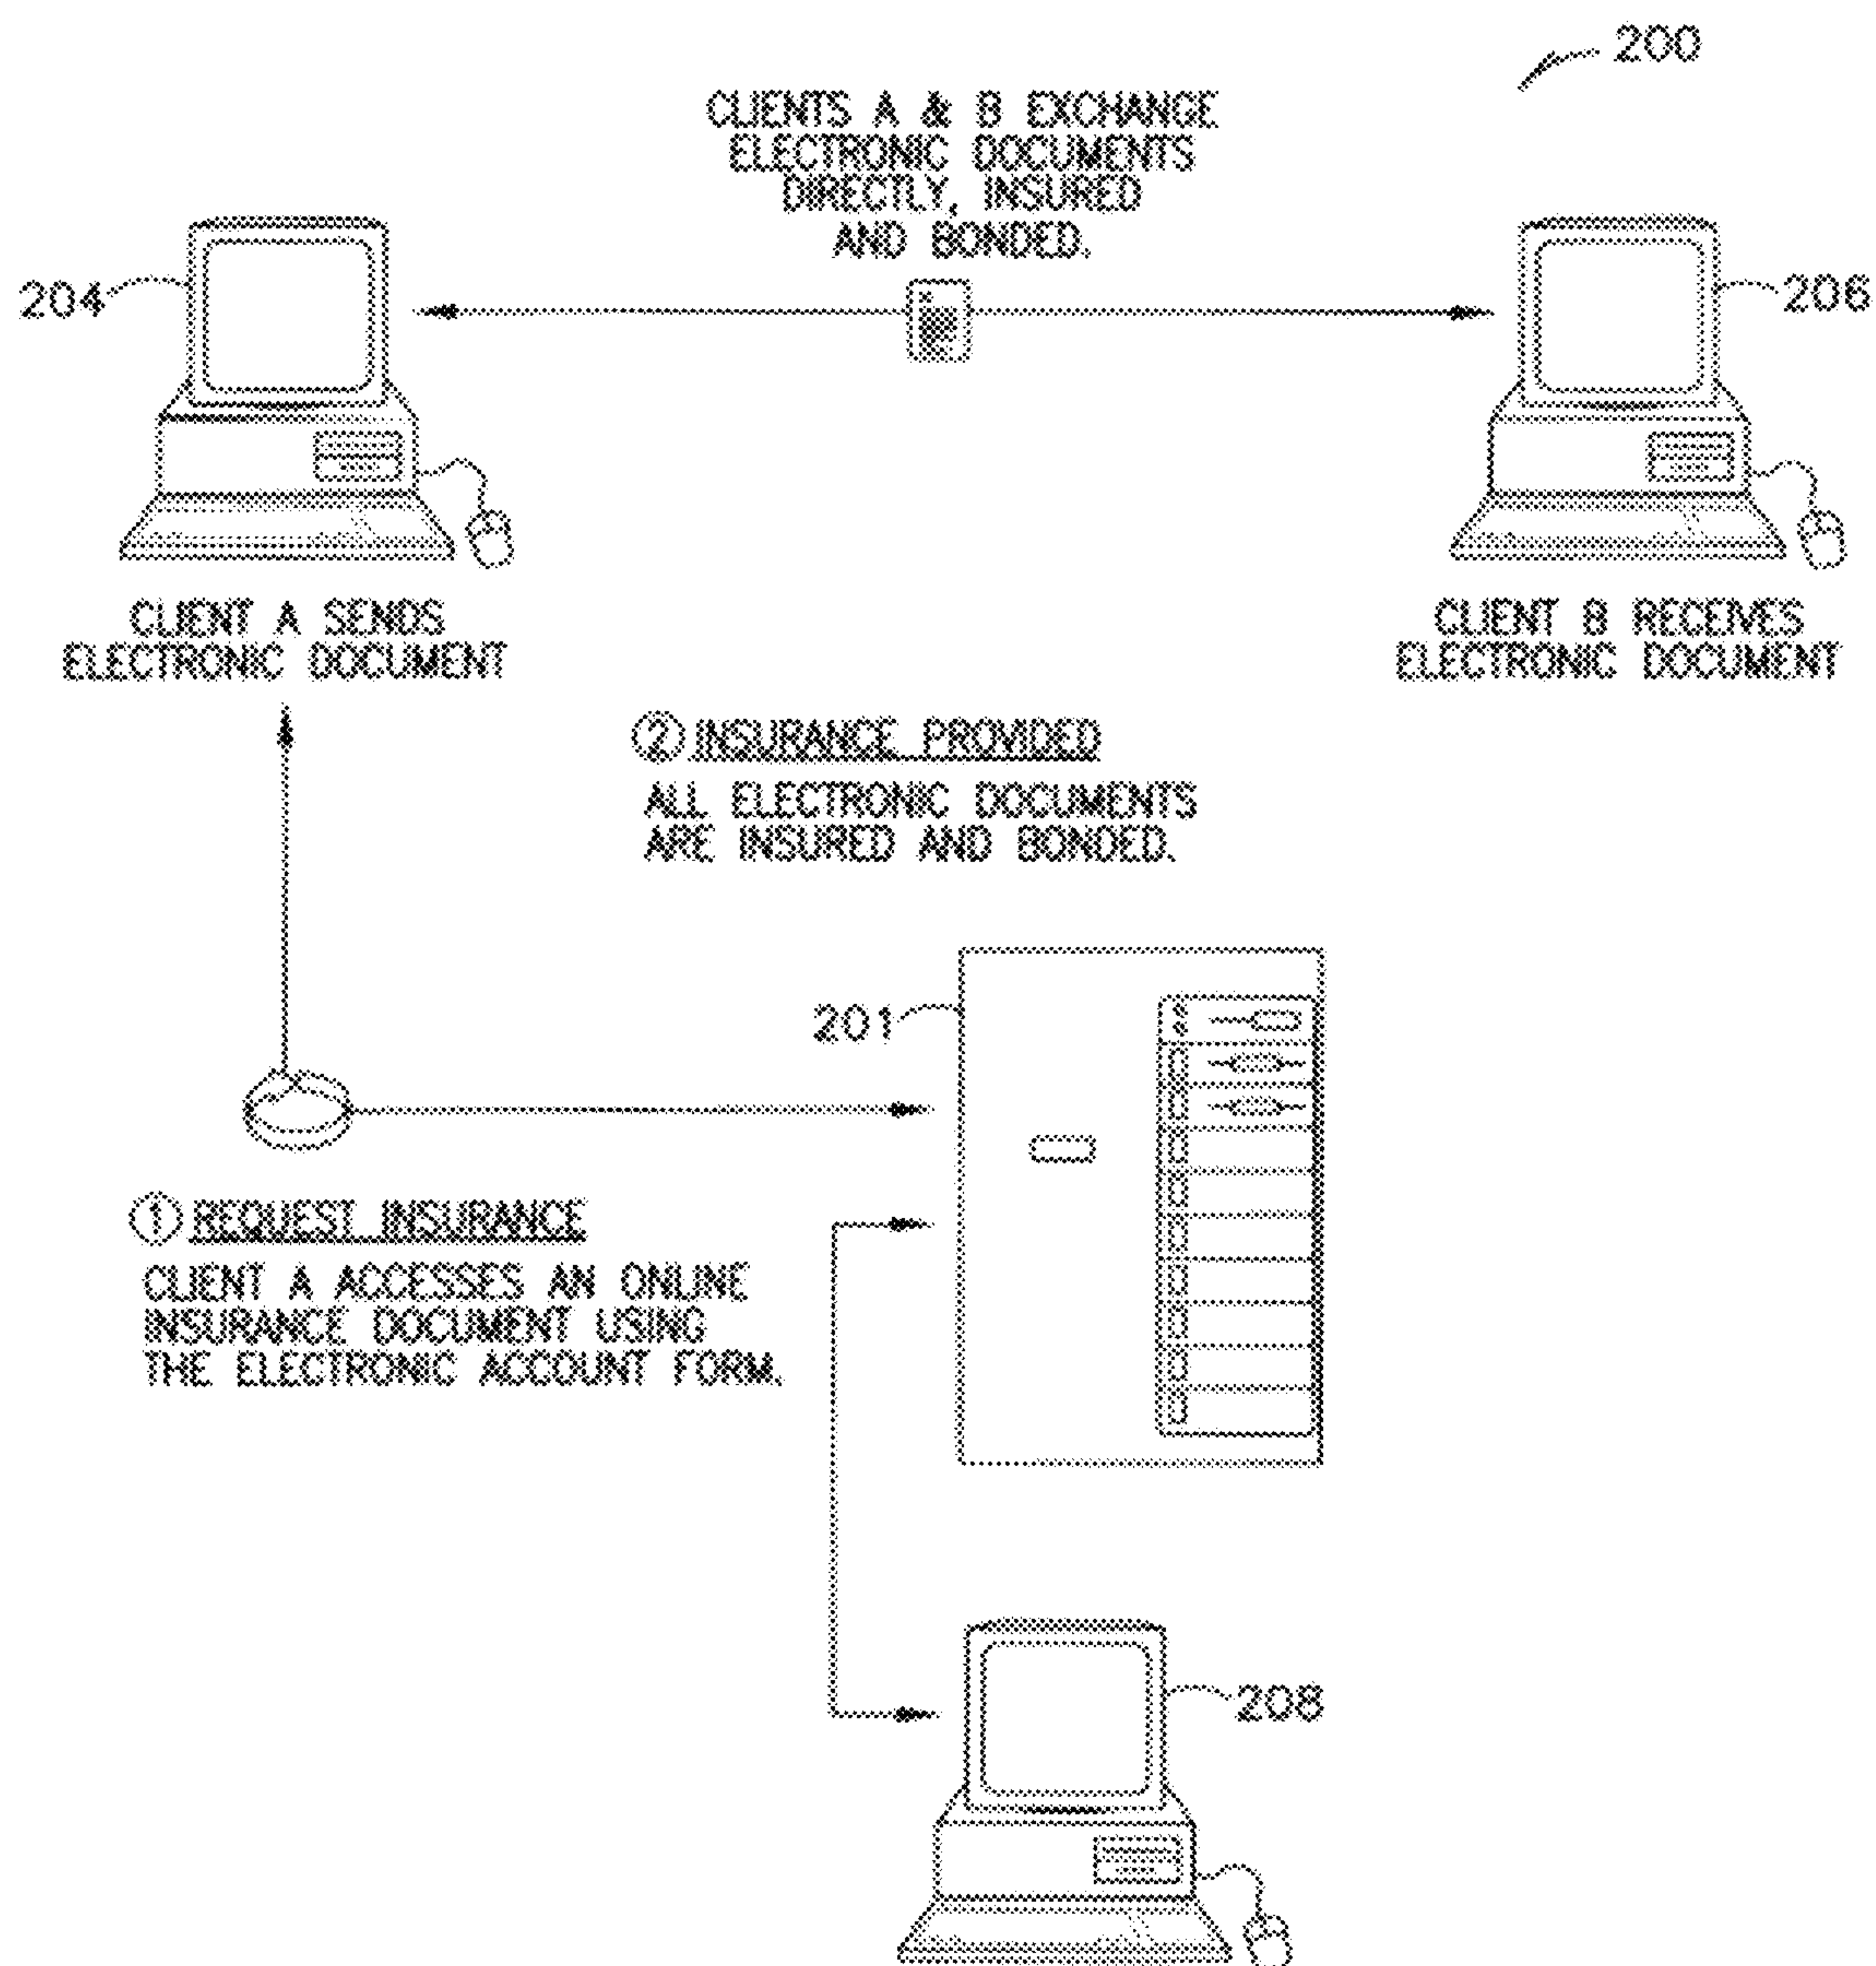 200
CLIENTS A & B EXCHANGE
ELECTRONIC DOCUMENTS
DIRECTLY, INSURED
AND BONDED.
204
206
CLIENT A SENDS
ELECTRONIC DOCUMENT
CLIENT B RECEIVES
ELECTRONIC DOCUMENT
2 INSURANCE PROVIDED
ALL ELECTRONIC DOCUMENTS
ARE INSURED AND BONDED.
201
1 REQUEST INSURANCE
CLIENT A ACCESSES AN ONLINE
INSURANCE DOCUMENT USING
THE ELECTRONIC ACCOUNT FORM.
208